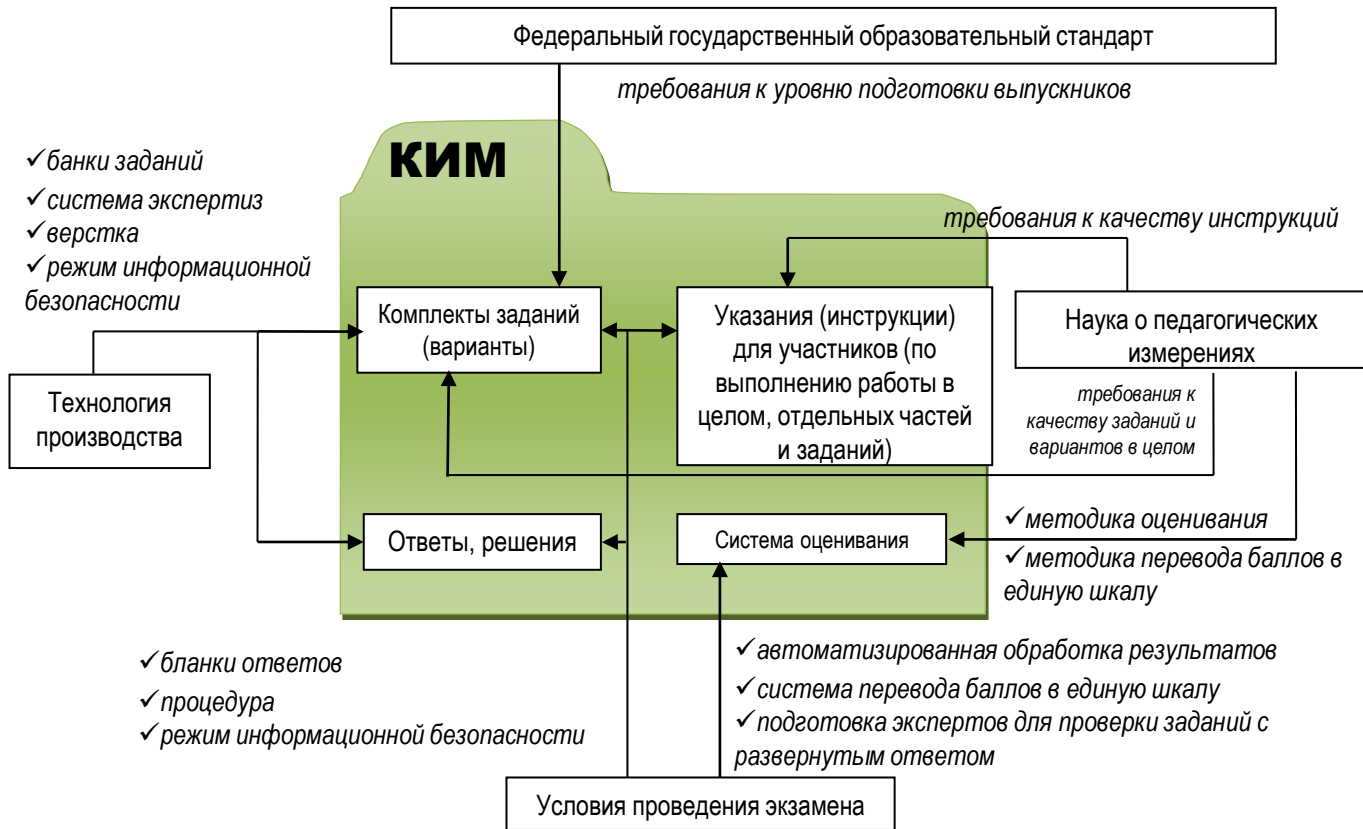 Федеральный государственный образовательный стандарт
требования к уровню подготовки выпускников
✓банки заданий
✓система экспертиз
✓верстка
✓режим информационной
безопасности
КИМ
требования к качеству инструкций
Комплекты заданий
(варианты)
Указания (инструкции)
для участников (по
выполнению работы в
целом, отдельных частей
и заданий)
Наука о педагогических
измерениях
Технология
производства
требования к
качеству заданий и
вариантов в целом
Ответы, решения
Система оценивания
✓методика оценивания
✓методика перевода баллов в
единую шкалу
✓бланки ответов
✓процедура
✓режим информационной безопасности
✓автоматизированная обработка результатов
✓система перевода баллов в единую шкалу
✓подготовка экспертов для проверки заданий с
развернутым ответом
Условия проведения экзамена